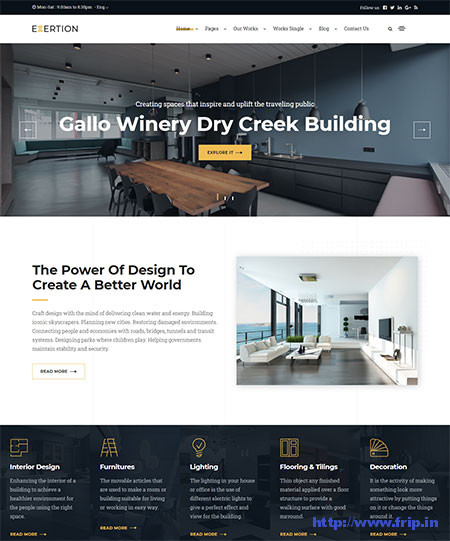 Mon-Sat : 9:00am to 8:30pm - Eng
Follow us :
EXERTION
Home
Pages
Our Works
Works Single
Blog
Contact Us
Creating spaces that inspire and uplift the traveling public
Gallo Winery Dry Creek Building
EXPLORE IT
The Power Of Design To
Create A Better World
Craft design with the mind of delivering clean water and energy. Building
iconic skyscrapers. Planning new cities. Restoring damaged environments.
Connecting people and economies with roads, bridges, tunnels and transit
systems. Designing parks where children play. Helping governments
maintain stability and security.
READ MORE
Interior Design
Enhancing the interior of
a building to achieve a
healthier environment for
the people using the right
space.
READ MORE
Furnitures
The movable articles that
are used to make a room or
building suitable for living
or working in easy way.
READ MORE
Lighting
The lighting in your house
or office is the use of
different electric lights to
give a perfect effect and
view for the building.
READ MORE
Flooring & Tilings
Thin object any finished
material applied over a floor
structure to provide a
walking surface with good
surround.
READ MORE
Decoration
It is the activity of making
something look more
attractive by putting things
on it or change the things
around it.
READ MORE
http://www.frip.in